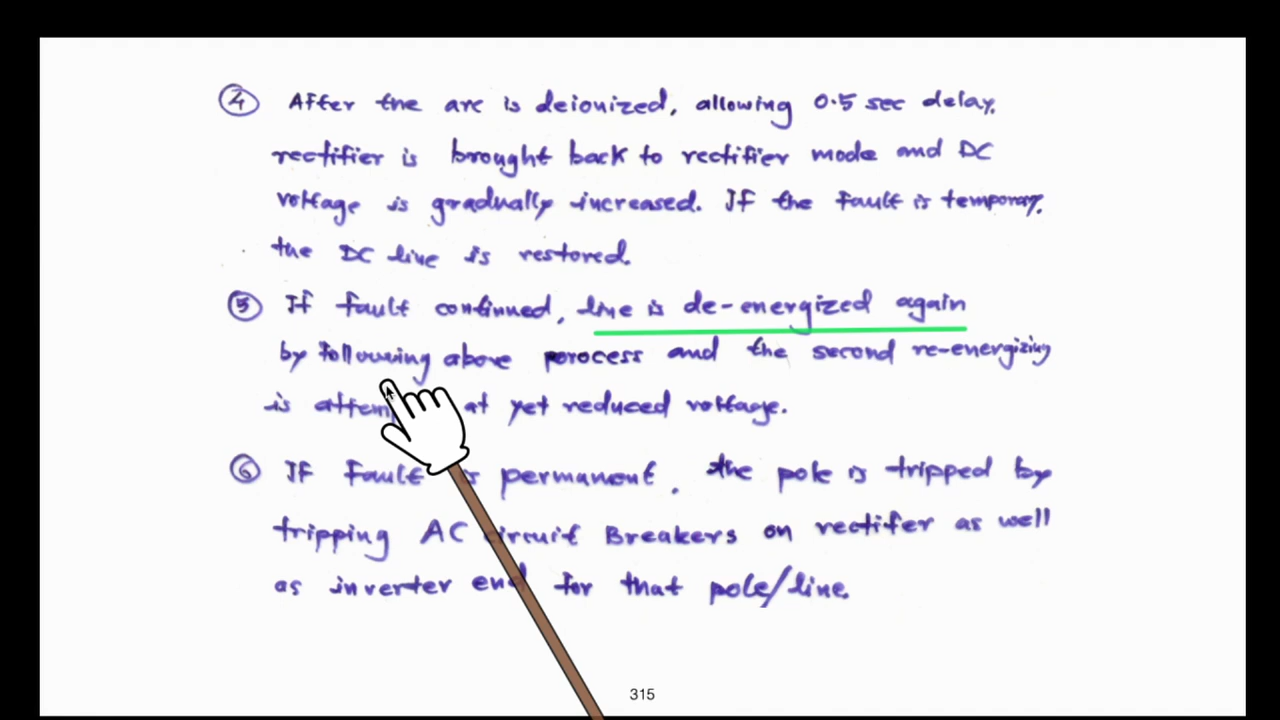 ④ After the arc is deionized, allowing 0.5 sec delay,
rectifier is brought back to rectifier mode and DC
voltage is gradually increased. If the fault is temporary,
the DC line is restored.
⑤ If fault continued, line is de-energized again
by following above process and the second re-energizing
is at yet reduced voltage.
⑥ If fault is permanent, the pole is tripped by
tripping AC circuit Breakers on rectifer as well
as inverter end for that pole/line.
315